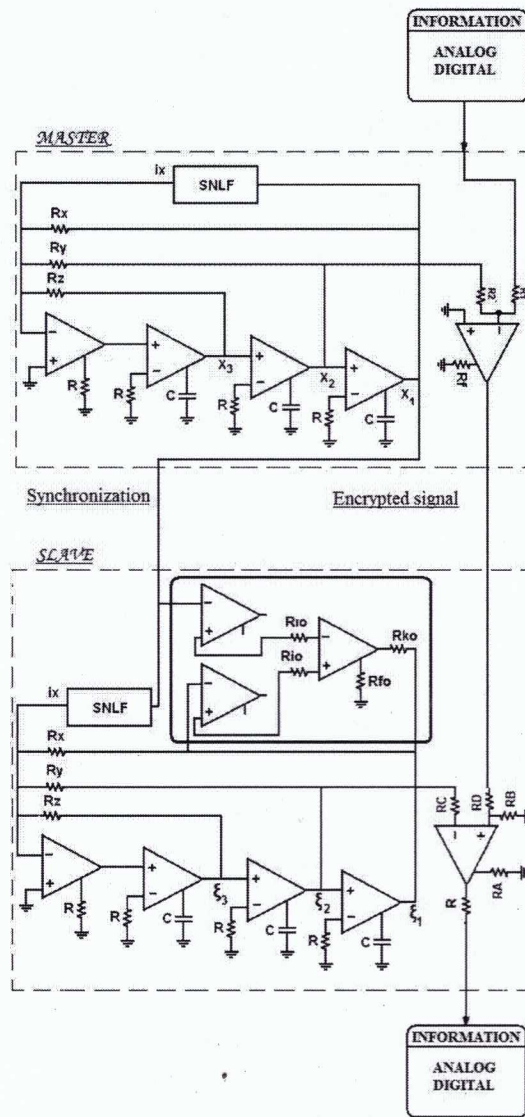 INFORMATION
ANALOG
DIGITAL
MASTER
ix
SNLF
Rx
Ry
Rz
R2
−
+
+
−
+
−
+
−
+
−
+
Rf
X3
X2
X1
R
R
C
R
C
R
C
Synchronization
Encrypted signal
SLAVE
−
+
Rio
−
Rko
Rio
+
−
Rfo
+
ix
SNLF
Rx
Ry
Rz
RC
RD
RB
−
+
−
+
+
−
+
−
+
−
RA
R
ξ3
ξ2
ξ1
R
R
C
R
C
R
C
INFORMATION
ANALOG
DIGITAL